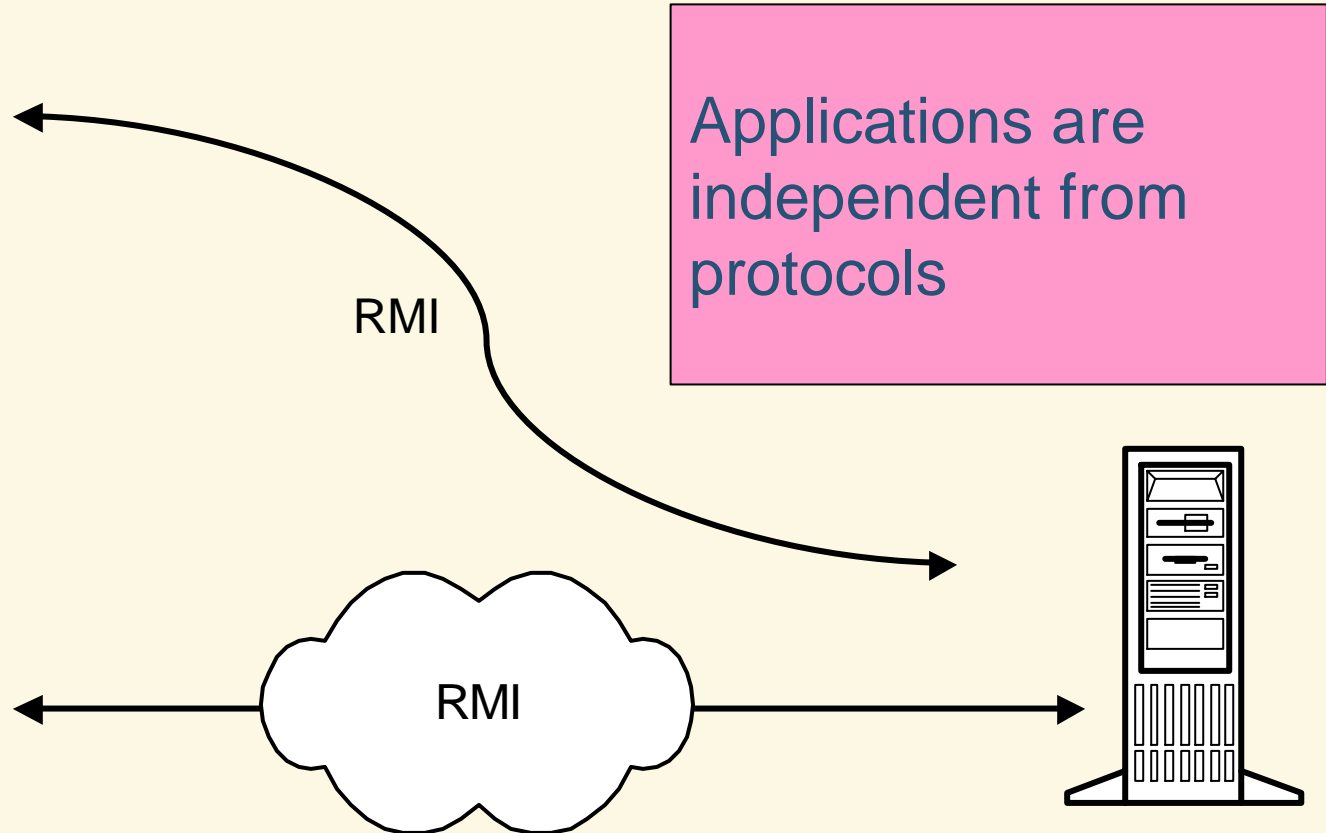 Applications are
independent from
protocols
RMI
RMI